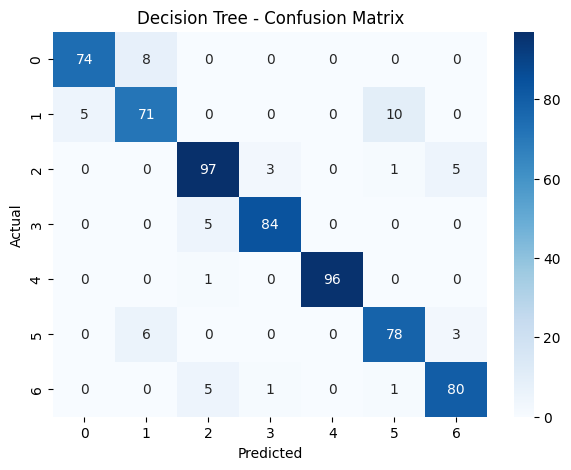 Decision Tree - Confusion Matrix
0 74 8 0 0 0 0 0
1 5 71 0 0 0 10 0
2 0 0 97 3 0 1 5
3 0 0 5 84 0 0 0
4 0 0 1 0 96 0 0
5 0 6 0 0 0 78 3
6 0 0 5 1 0 1 80
0 1 2 3 4 5 6
Predicted
Actual
80
60
40
20
0